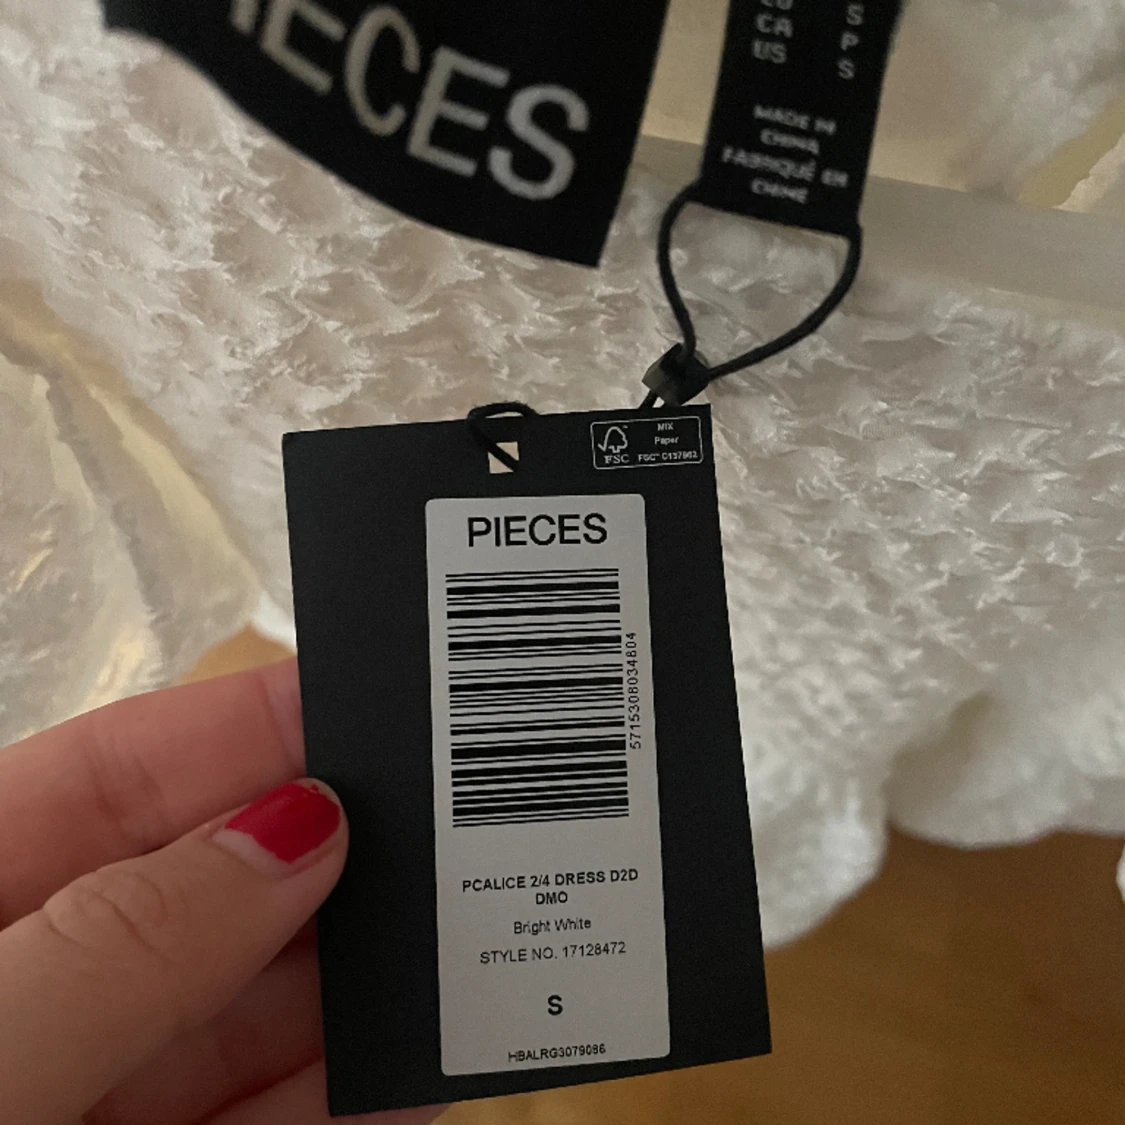 IECES
S
CA P
US S
MADE IN
CHINA
FABRIQUÉ EN
CHINE
MIX
Paper
FSC
PIECES
5715308034804
PCALICE 2/4 DRESS D2D
DMO
Bright White
STYLE NO. 17128472
S
HBALRG3079086